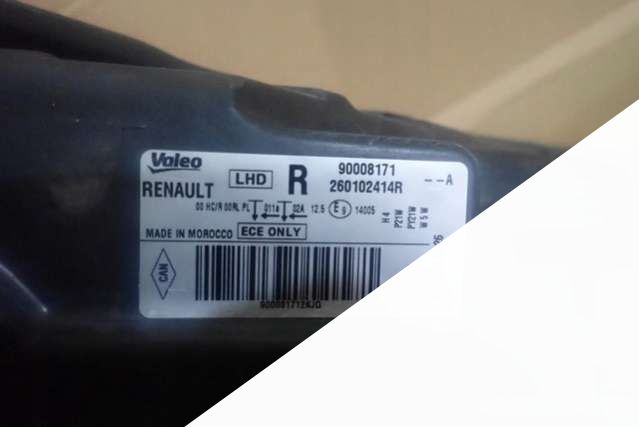 Valeo
RENAULT
LHD
R
90008171
260102414R
--A
00 HC/R 00RL PL
02A 12.5 E9 14005
H4
P21W
PY21W
W5W
MADE IN MOROCCO ECE ONLY
CAN